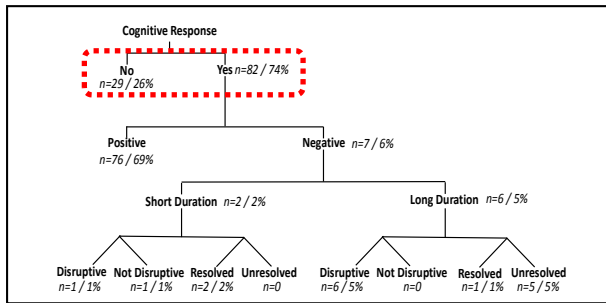 Cognitive Response
No
n=29 / 26%
Yes n=82 / 74%
Positive
n=76 / 69%
Negative n=7 / 6%
Short Duration n=2 / 2%
Long Duration n=6 / 5%
Disruptive Not Disruptive Resolved Unresolved Disruptive Not Disruptive Resolved Unresolved
n=1 / 1% n=1 / 1% n=2 / 2% n=0 n=6 / 5% n=0 n=1 / 1% n=5 / 5%